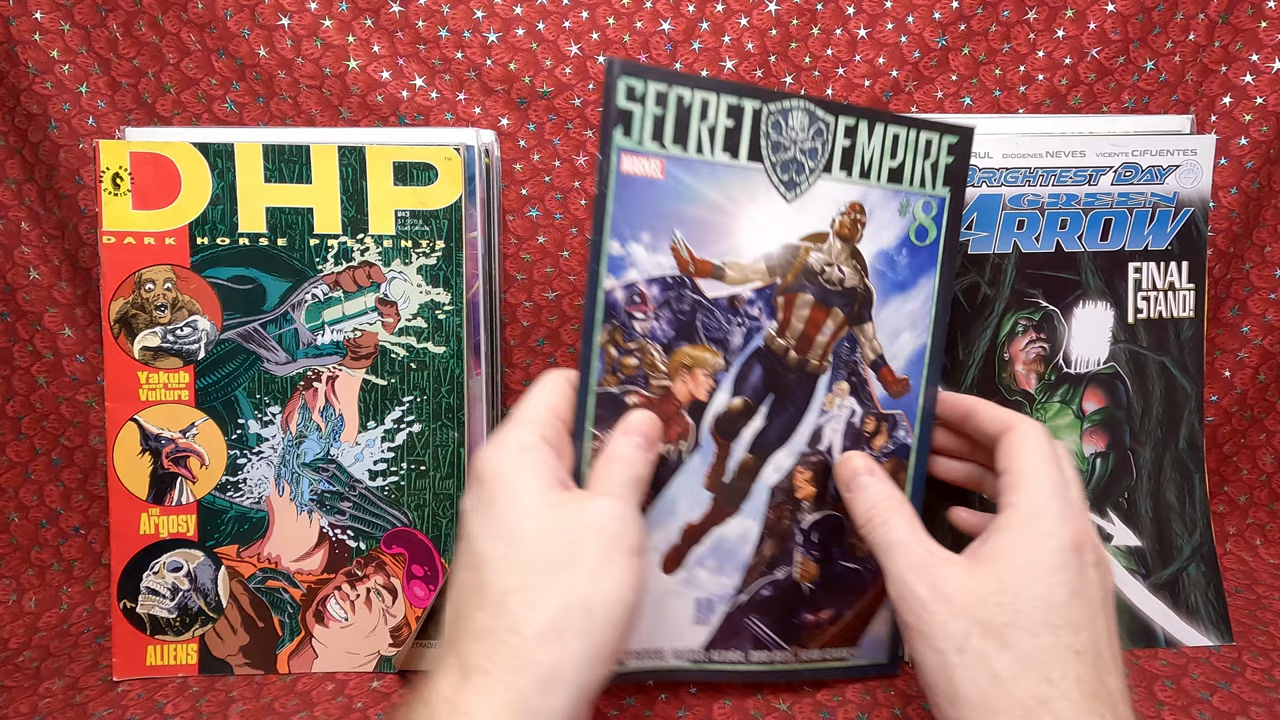 DHP
DARK HORSE PRESENTS
#43
Yakub
and the
Vulture
THE
Argosy
ALIENS
SECRET EMPIRE
MARVEL
#8
DIOGENES NEVES VICENTE CIFUENTES
BRIGHTEST DAY
GREEN
ARROW
FINAL
STAND!